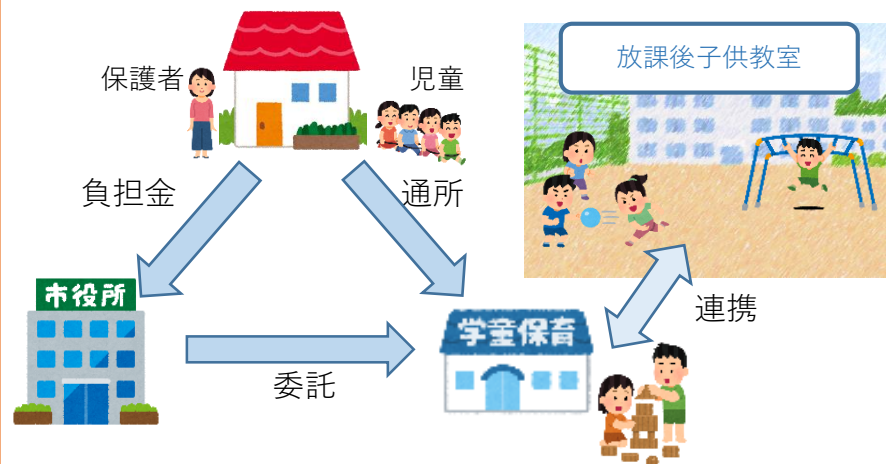 放課後子供教室
保護者
児童
負担金
通所
市役所
学童保育
連携
委託